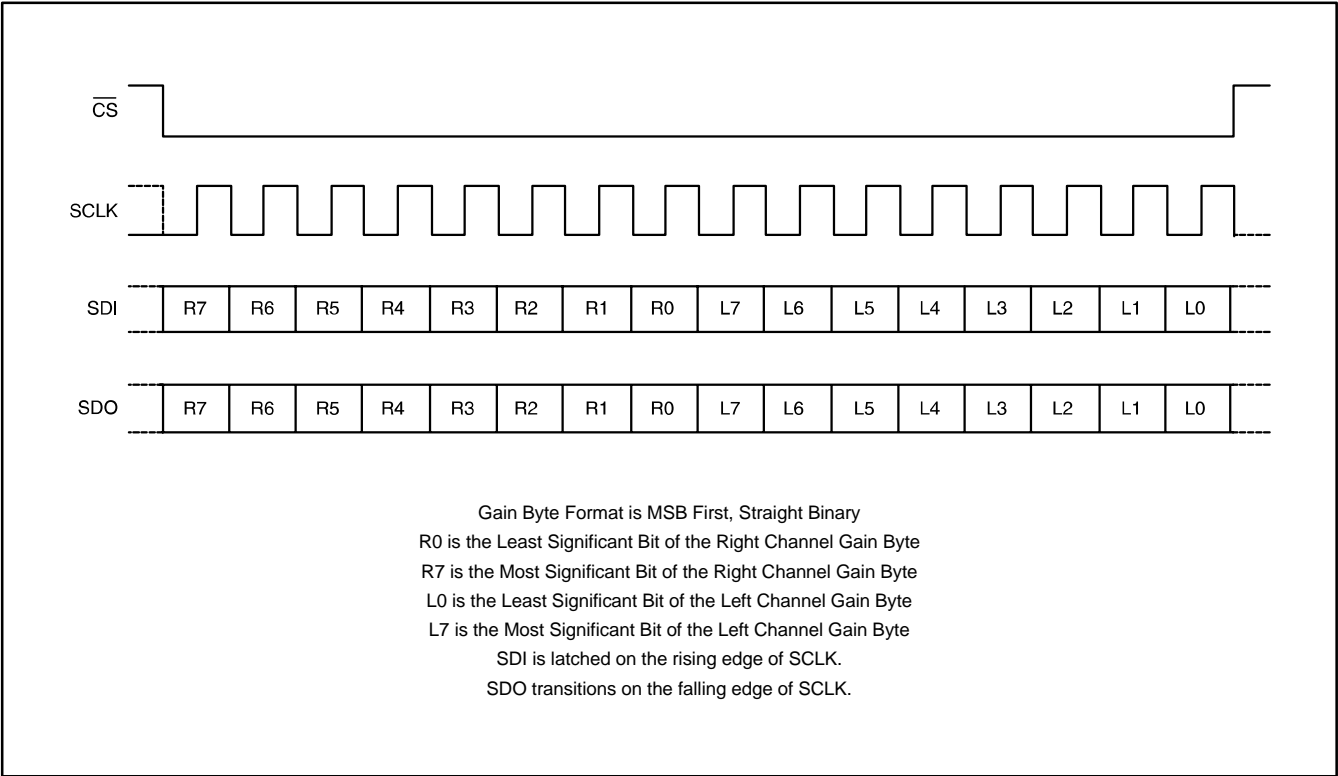 CS
SCLK
SDI R7 R6 R5 R4 R3 R2 R1 R0 L7 L6 L5 L4 L3 L2 L1 L0
SDO R7 R6 R5 R4 R3 R2 R1 R0 L7 L6 L5 L4 L3 L2 L1 L0
Gain Byte Format is MSB First, Straight Binary
R0 is the Least Significant Bit of the Right Channel Gain Byte
R7 is the Most Significant Bit of the Right Channel Gain Byte
L0 is the Least Significant Bit of the Left Channel Gain Byte
L7 is the Most Significant Bit of the Left Channel Gain Byte
SDI is latched on the rising edge of SCLK.
SDO transitions on the falling edge of SCLK.